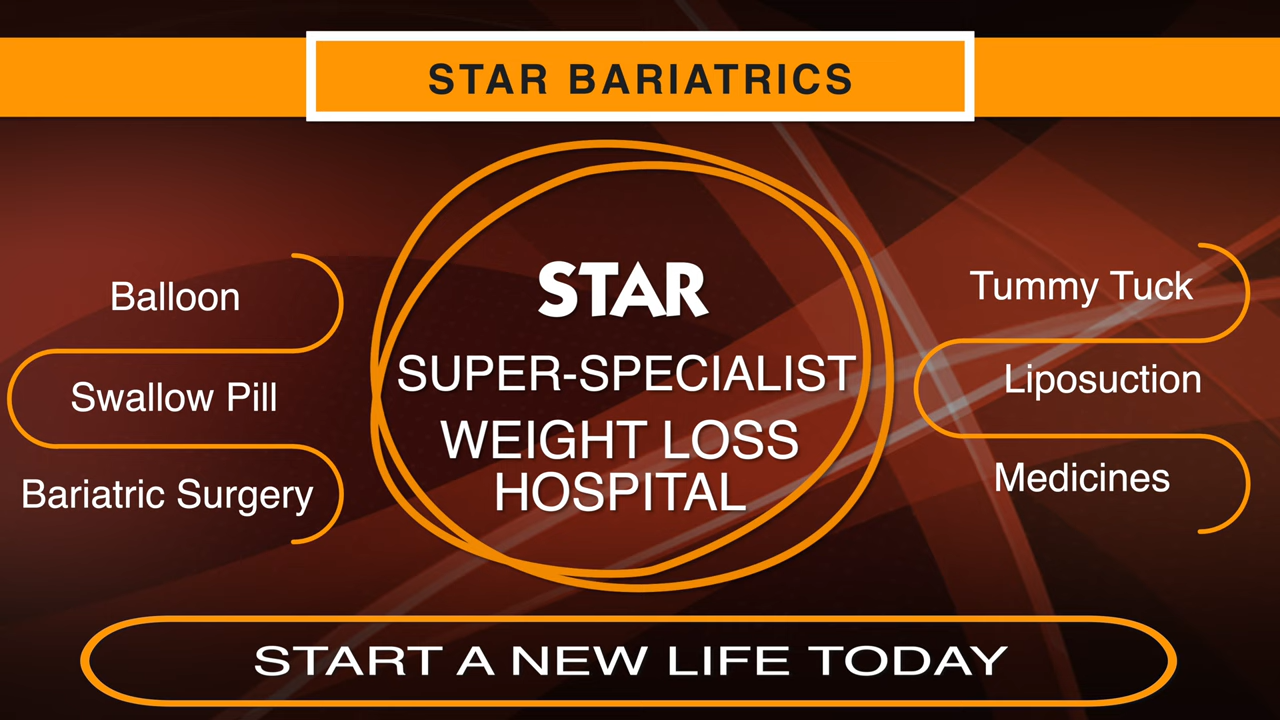 STAR BARIATRICS
Balloon
Swallow Pill
Bariatric Surgery
STAR
SUPER-SPECIALIST
WEIGHT LOSS
HOSPITAL
Tummy Tuck
Liposuction
Medicines
START A NEW LIFE TODAY